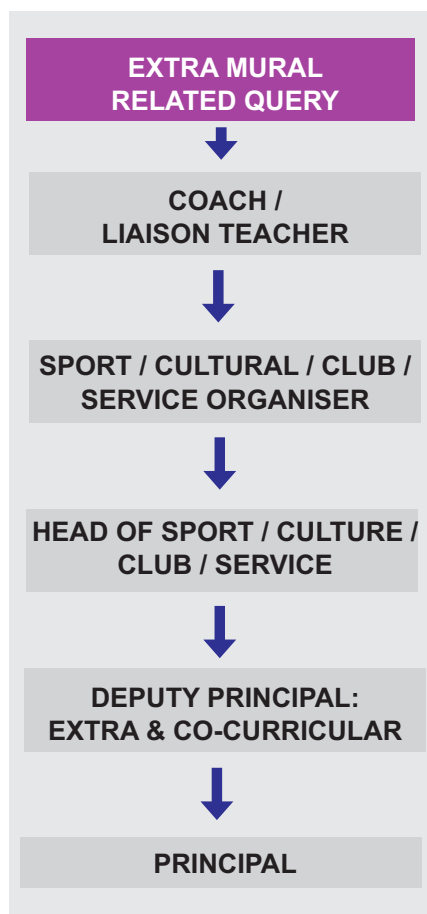 EXTRA MURAL
RELATED QUERY
COACH /
LIAISON TEACHER
SPORT / CULTURAL / CLUB /
SERVICE ORGANISER
HEAD OF SPORT / CULTURE /
CLUB / SERVICE
DEPUTY PRINCIPAL:
EXTRA & CO-CURRICULAR
PRINCIPAL